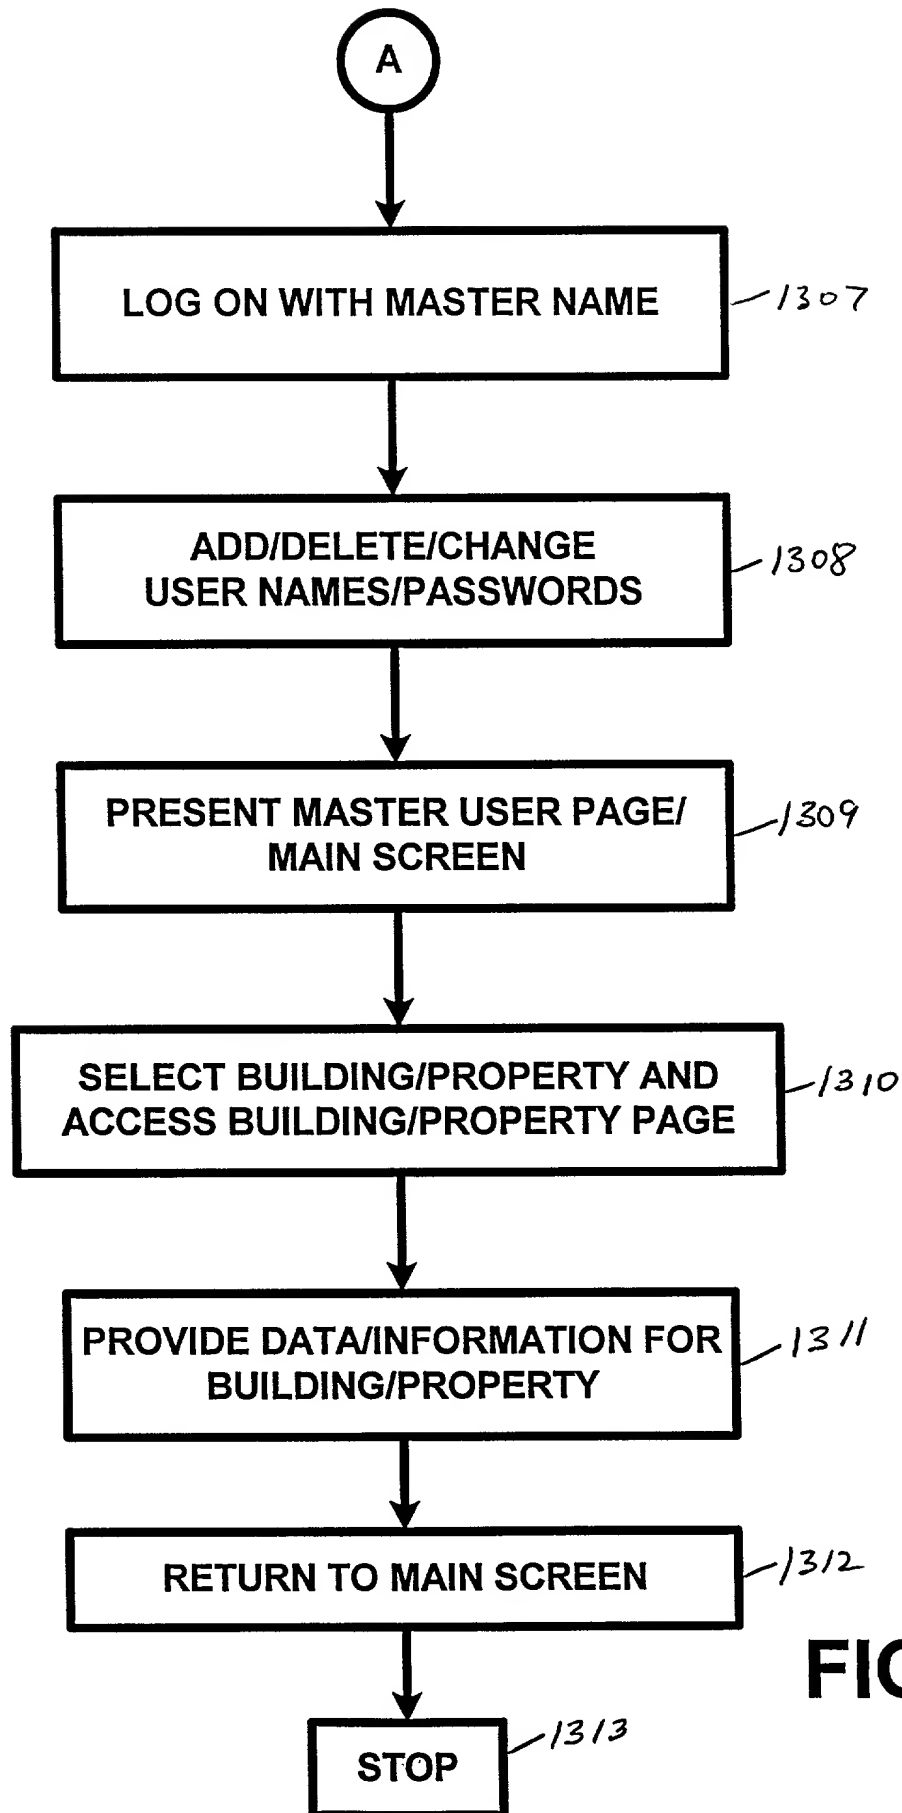 A
LOG ON WITH MASTER NAME
1307
ADD/DELETE/CHANGE
USER NAMES/PASSWORDS
1308
PRESENT MASTER USER PAGE/
MAIN SCREEN
1309
SELECT BUILDING/PROPERTY AND
ACCESS BUILDING/PROPERTY PAGE
1310
PROVIDE DATA/INFORMATION FOR
BUILDING/PROPERTY
1311
RETURN TO MAIN SCREEN
1312
STOP
1313